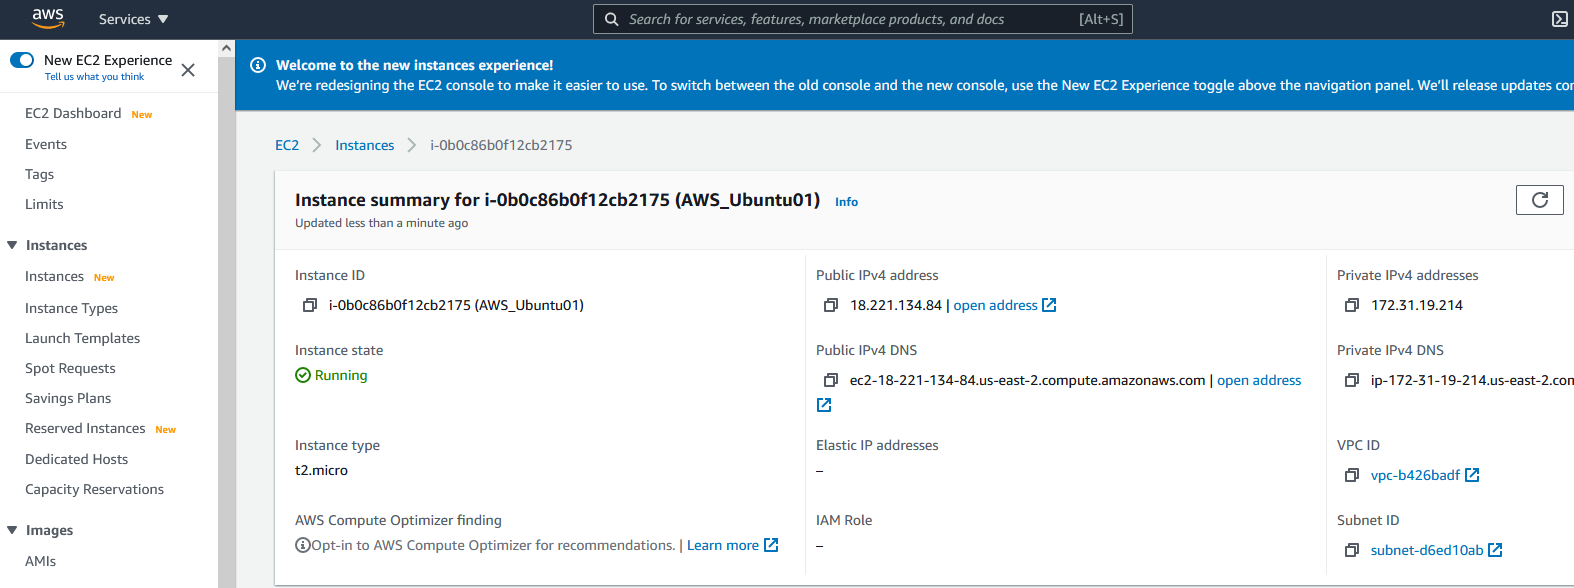 aws
Services
Search for services, features, marketplace products, and docs [Alt+S]
New EC2 Experience
Tell us what you think
EC2 Dashboard New
Events
Tags
Limits
Instances
Instances New
Instance Types
Launch Templates
Spot Requests
Savings Plans
Reserved Instances New
Dedicated Hosts
Capacity Reservations
Images
AMIs
Welcome to the new instances experience!
We're redesigning the EC2 console to make it easier to use. To switch between the old console and the new console, use the New EC2 Experience toggle above the navigation panel. We'll release updates con
EC2 Instances i-0b0c86b0f12cb2175
Instance summary for i-0b0c86b0f12cb2175 (AWS_Ubuntu01) Info
Updated less than a minute ago
Instance ID
i-0b0c86b0f12cb2175 (AWS_Ubuntu01)
Instance state
Running
Instance type
t2.micro
AWS Compute Optimizer finding
Opt-in to AWS Compute Optimizer for recommendations. | Learn more
Public IPv4 address
18.221.134.84 | open address
Public IPv4 DNS
ec2-18-221-134-84.us-east-2.compute.amazonaws.com | open address
Elastic IP addresses
–
IAM Role
–
Private IPv4 addresses
172.31.19.214
Private IPv4 DNS
ip-172-31-19-214.us-east-2.com
VPC ID
vpc-b426badf
Subnet ID
subnet-d6ed10ab